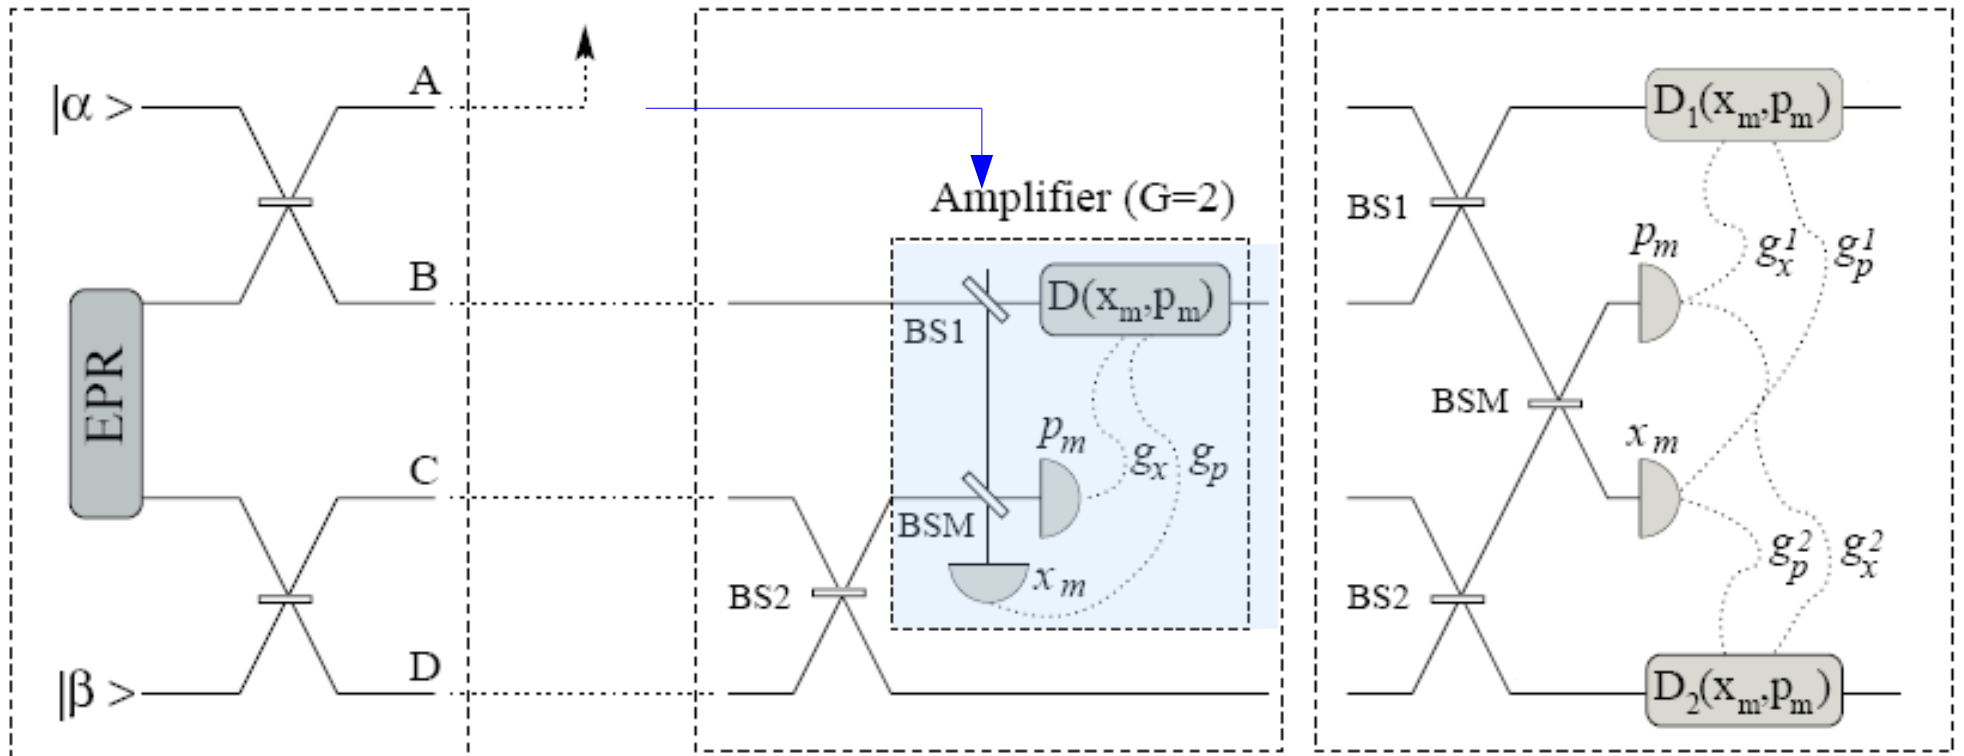 |α >
A
B
EPR
C
D
|β >
Amplifier (G=2)
BS1
D(xm,pm)
pm
gx
gp
BSM
xm
BS2
D1(xm,pm)
BS1
pm
g1x
g1p
BSM
xm
g2p
g2x
BS2
D2(xm,pm)